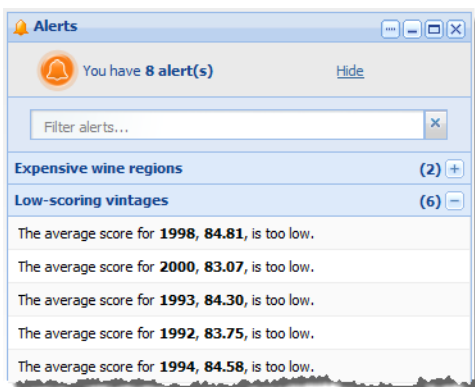 Alerts
You have 8 alert(s) Hide
Filter alerts...
Expensive wine regions (2)
Low-scoring vintages (6)
The average score for 1998, 84.81, is too low.
The average score for 2000, 83.07, is too low.
The average score for 1993, 84.30, is too low.
The average score for 1992, 83.75, is too low.
The average score for 1994, 84.58, is too low.